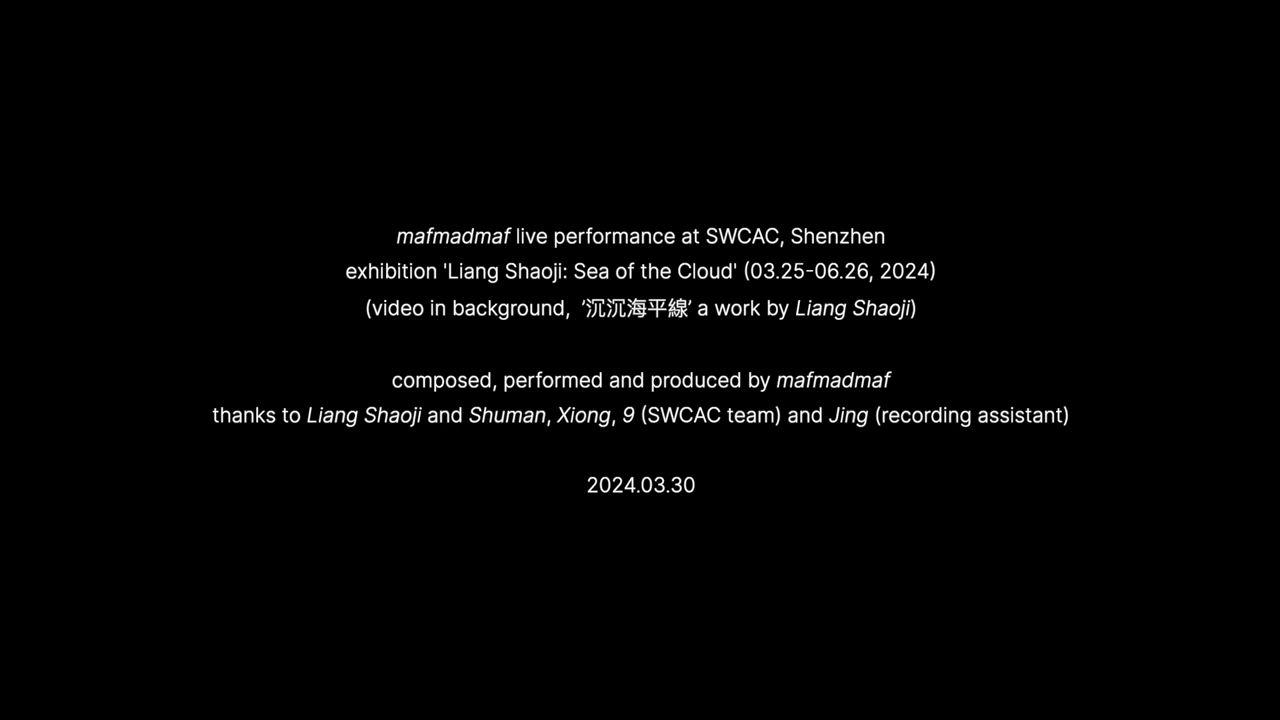 mafmadmaf live performance at SWCAC, Shenzhen
exhibition 'Liang Shaoji: Sea of the Cloud' (03.25-06.26, 2024)
(video in background, ’沉沉海平線’ a work by Liang Shaoji)
composed, performed and produced by mafmadmaf
thanks to Liang Shaoji and Shuman, Xiong, 9 (SWCAC team) and Jing (recording assistant)
2024.03.30